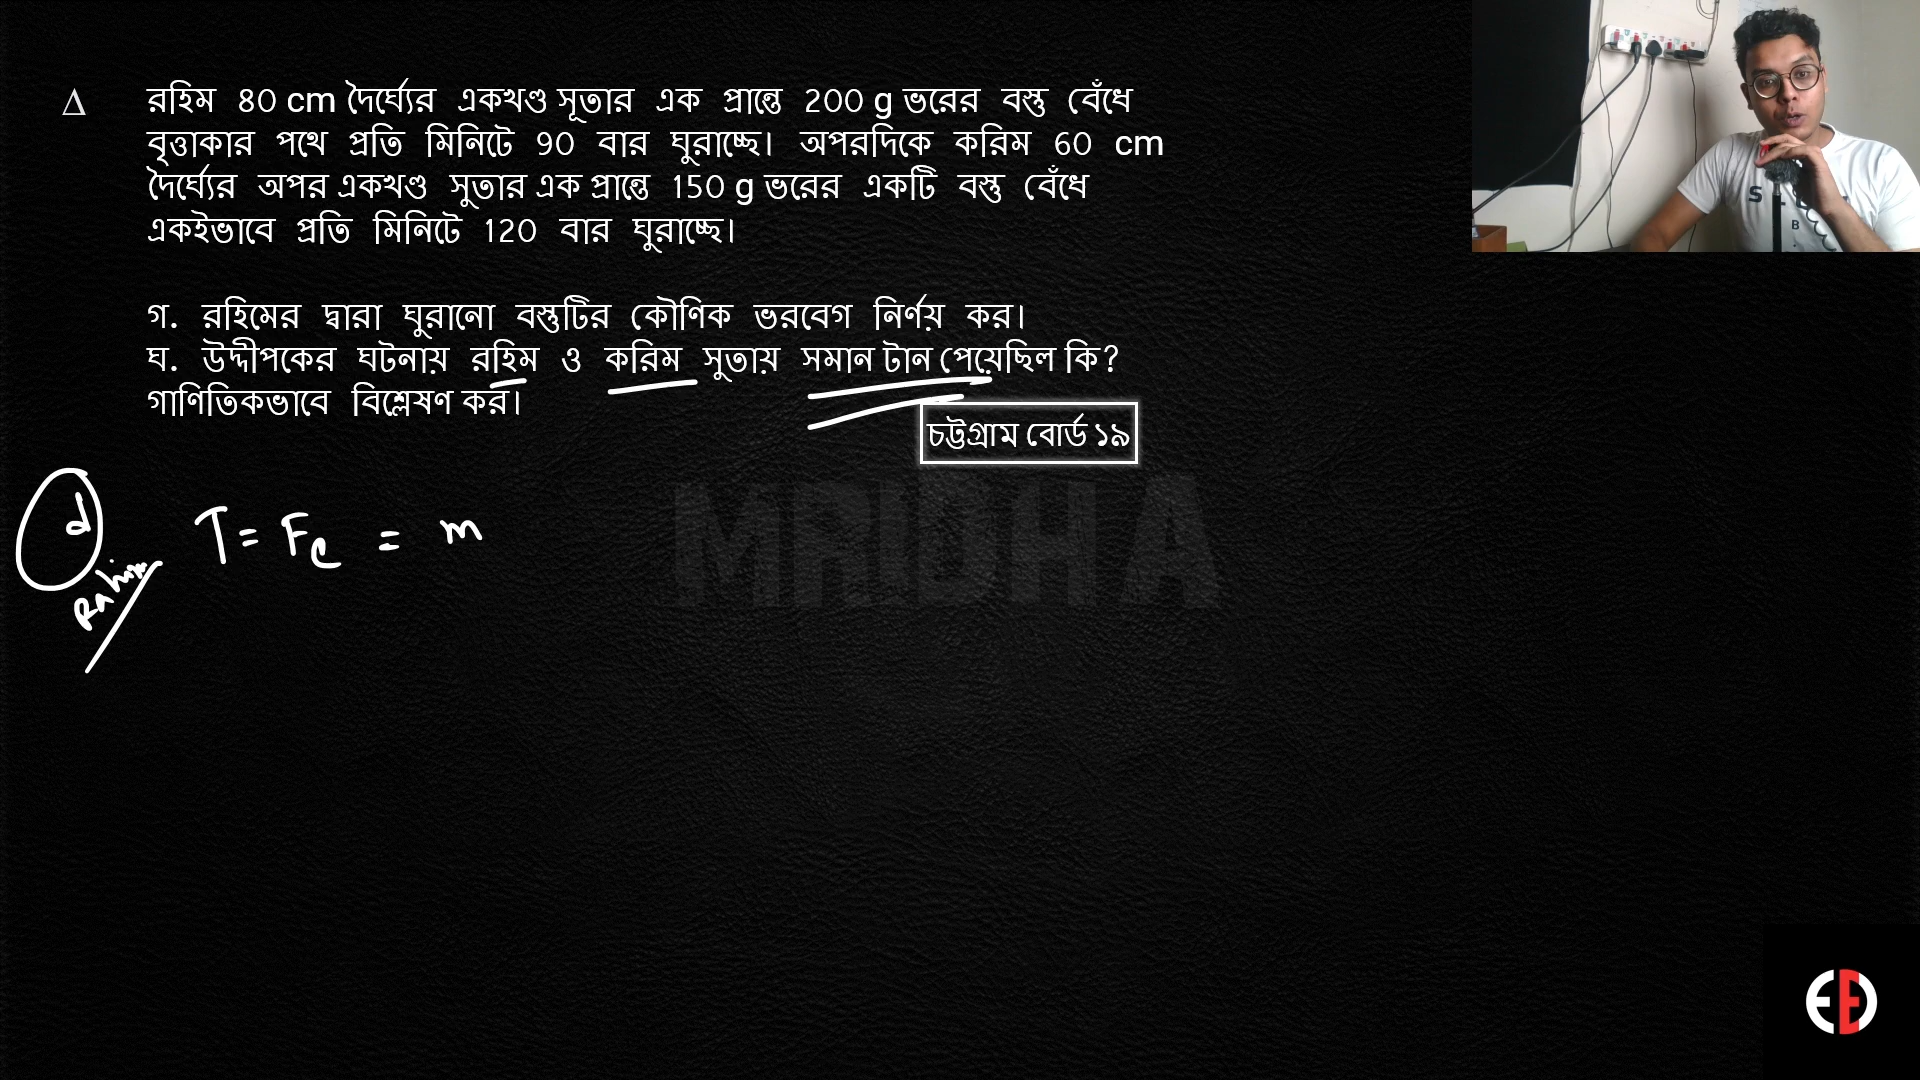 Δ রহিম 80 cm দৈর্ঘ্যের একখণ্ড সূতার এক প্রান্তে 200 g ভরের বস্তু বেঁধে
বৃত্তাকার পথে প্রতি মিনিটে 90 বার ঘুরাচ্ছে। অপরদিকে করিম 60 cm
দৈর্ঘ্যের অপর একখণ্ড সুতার এক প্রান্তে 150 g ভরের একটি বস্তু বেঁধে
একইভাবে প্রতি মিনিটে 120 বার ঘুরাচ্ছে।
গ. রহিমের দ্বারা ঘুরানো বস্তুটির কৌণিক ভরবেগ নির্ণয় কর।
ঘ. উদ্দীপকের ঘটনায় রহিম ও করিম সুতায় সমান টান পেয়েছিল কি?
গাণিতিকভাবে বিশ্লেষণ কর।
চট্টগ্রাম বোর্ড ১৯
d
T = Fc = m
Rahim
MRIDHA